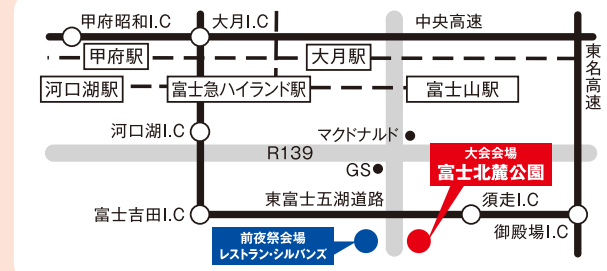 甲府昭和I.C
大月I.C
中央高速
甲府駅
大月駅
東名高速
河口湖駅
富士急ハイランド駅
富士山駅
河口湖I.C
マクドナルド
R139
GS
大会会場
富士北麓公園
東富士五湖道路
須走I.C
富士吉田I.C
御殿場I.C
前夜祭会場
レストラン・シルバンズ